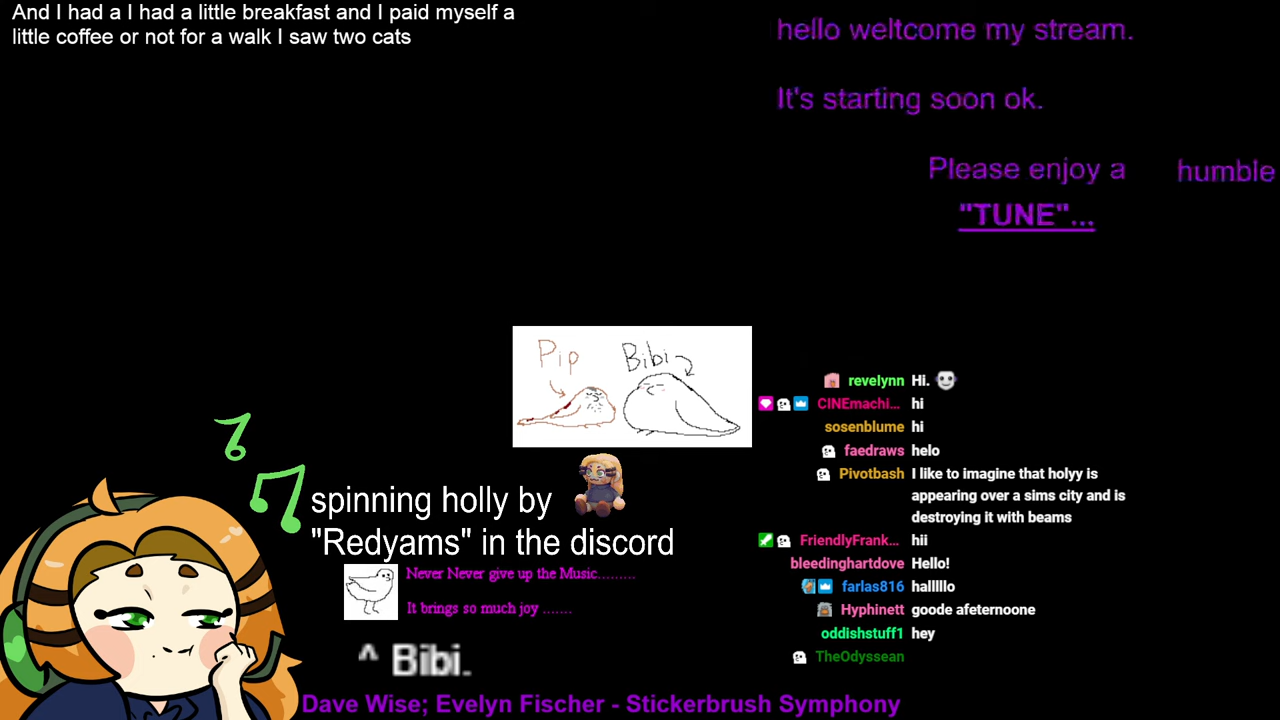 And I had a I had a little breakfast and I paid myself a
little coffee or not for a walk I saw two cats
hello weltcome my stream.
It's starting soon ok.
Please enjoy a humble
"TUNE"...
Pip
Bibi
revelynn Hi.
CINEmachi... hi
sosenblume hi
faedraws helo
Pivotbash I like to imagine that holyy is
appearing over a sims city and is
destroying it with beams
FriendlyFrank... hii
bleedinghartdove Hello!
farlas816 halllllo
Hyphinett goode afeternoone
oddishstuff1 hey
TheOdyssean
spinning holly by
"Redyams" in the discord
Never Never give up the Music.........
It brings so much joy .......
^ Bibi.
Dave Wise; Evelyn Fischer - Stickerbrush Symphony